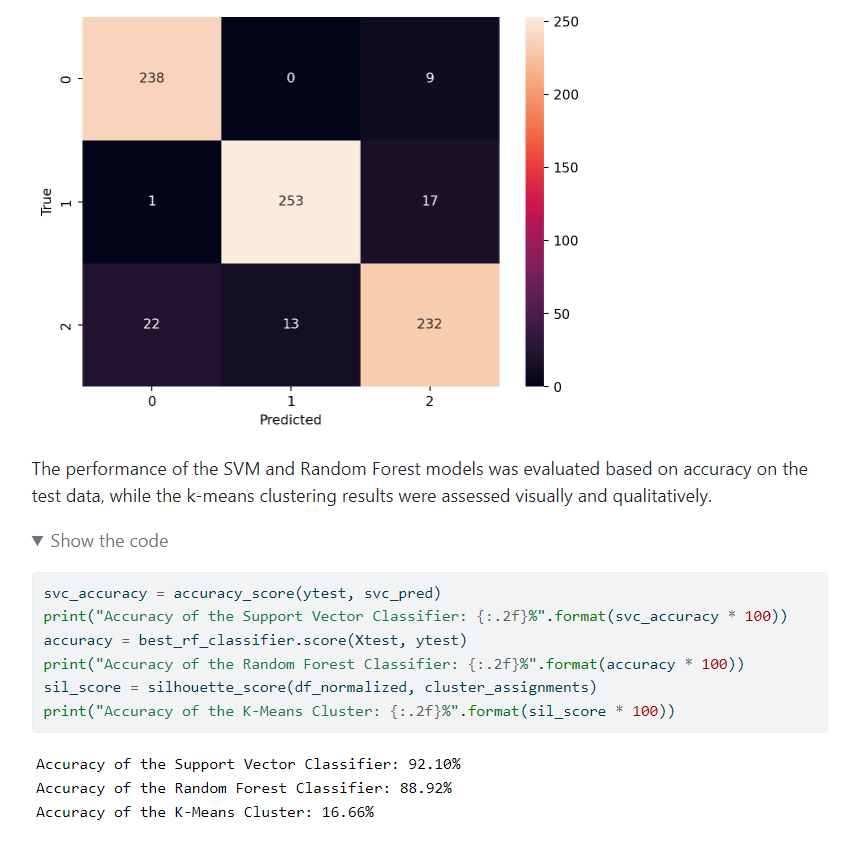 250
0 238 0 9
200
150
True
1 1 253 17
100
50
2 22 13 232
0
0 1 2
Predicted
The performance of the SVM and Random Forest models was evaluated based on accuracy on the
test data, while the k-means clustering results were assessed visually and qualitatively.
▼ Show the code
svc_accuracy = accuracy_score(ytest, svc_pred)
print("Accuracy of the Support Vector Classifier: {:.2f}%".format(svc_accuracy * 100))
accuracy = best_rf_classifier.score(Xtest, ytest)
print("Accuracy of the Random Forest Classifier: {:.2f}%".format(accuracy * 100))
sil_score = silhouette_score(df_normalized, cluster_assignments)
print("Accuracy of the K-Means Cluster: {:.2f}%".format(sil_score * 100))
Accuracy of the Support Vector Classifier: 92.10%
Accuracy of the Random Forest Classifier: 88.92%
Accuracy of the K-Means Cluster: 16.66%